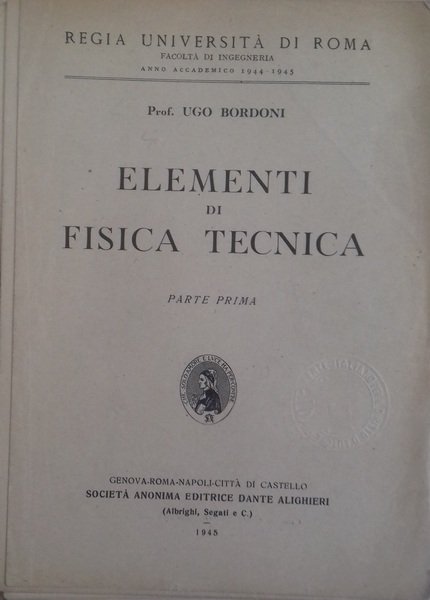 REGIA UNIVERSITÀ DI ROMA
FACOLTÀ DI INGEGNERIA
ANNO ACCADEMICO 1944-1945
Prof. UGO BORDONI
ELEMENTI
DI
FISICA TECNICA
PARTE PRIMA
GENOVA-ROMA-NAPOLI-CITTÀ DI CASTELLO
SOCIETÀ ANONIMA EDITRICE DANTE ALIGHIERI
(Albrighi, Segati e C.)
1945